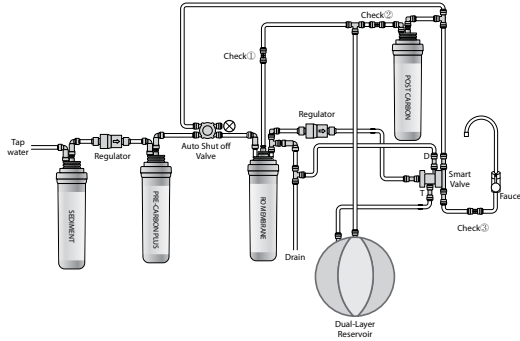 Check②
Check①
POST CARBON
Regulator
Tap
water
Regulator
Auto Shut off
Valve
D
Smart
Valve
T
Fauce
SEDIMENT
PRE-CARBON PLUS
RO MEMBRANE
Check③
Drain
Dual-Layer
Reservoir